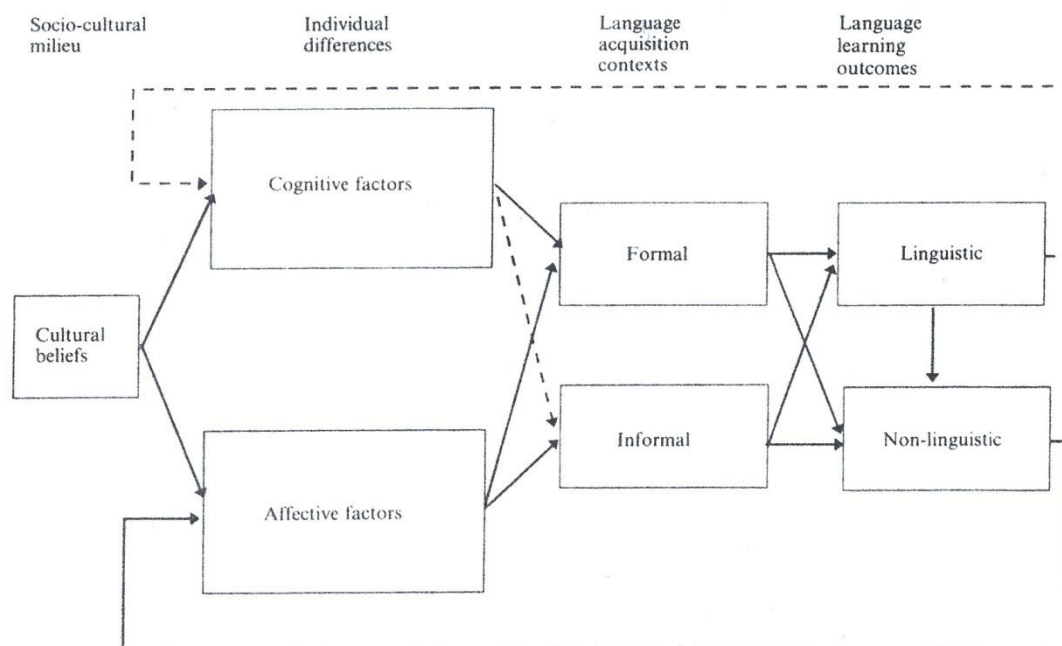 Socio-cultural
milieu
Individual
differences
Language
acquisition
contexts
Language
learning
outcomes
Cognitive factors
Formal
Linguistic
Cultural
beliefs
Informal
Non-linguistic
Affective factors